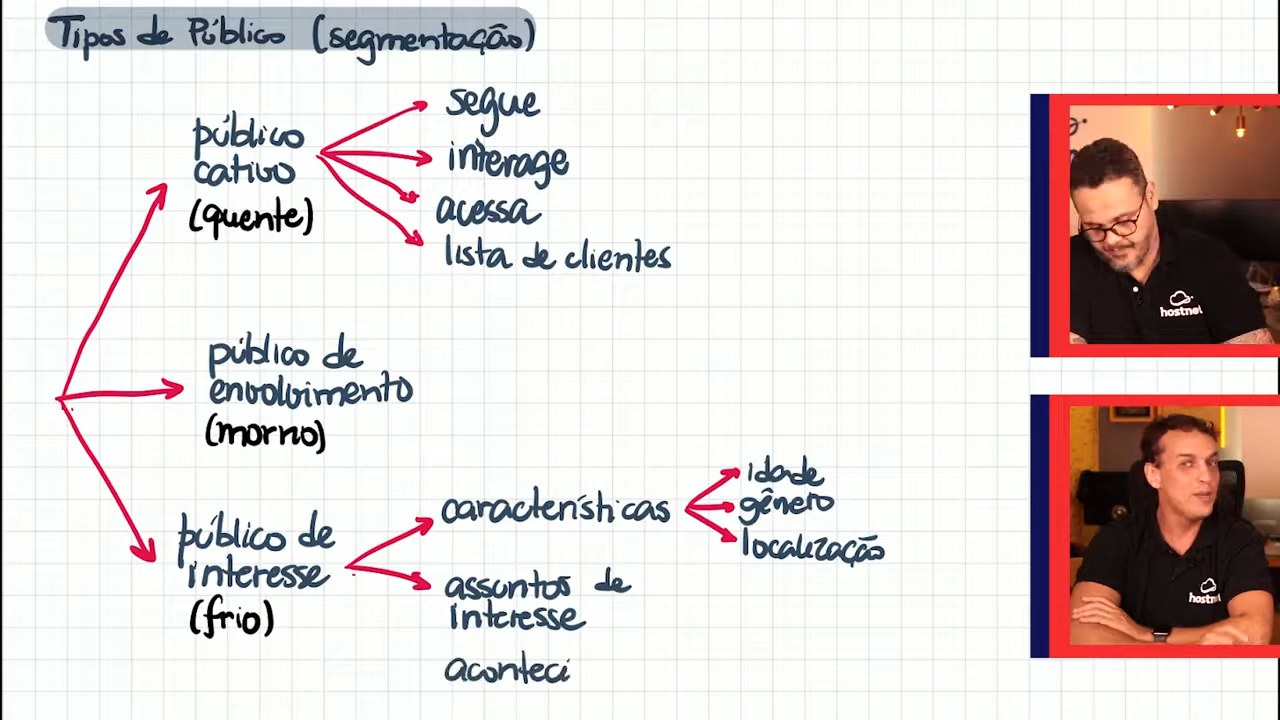 Tipos de Público (segmentação)
público
cativo
(quente)
segue
interage
acessa
lista de clientes
público de
envolvimento
(morno)
público de
interesse
(frio)
características
idade
gênero
localização
assuntos de
interesse
aconteci
hostnet
hostnet